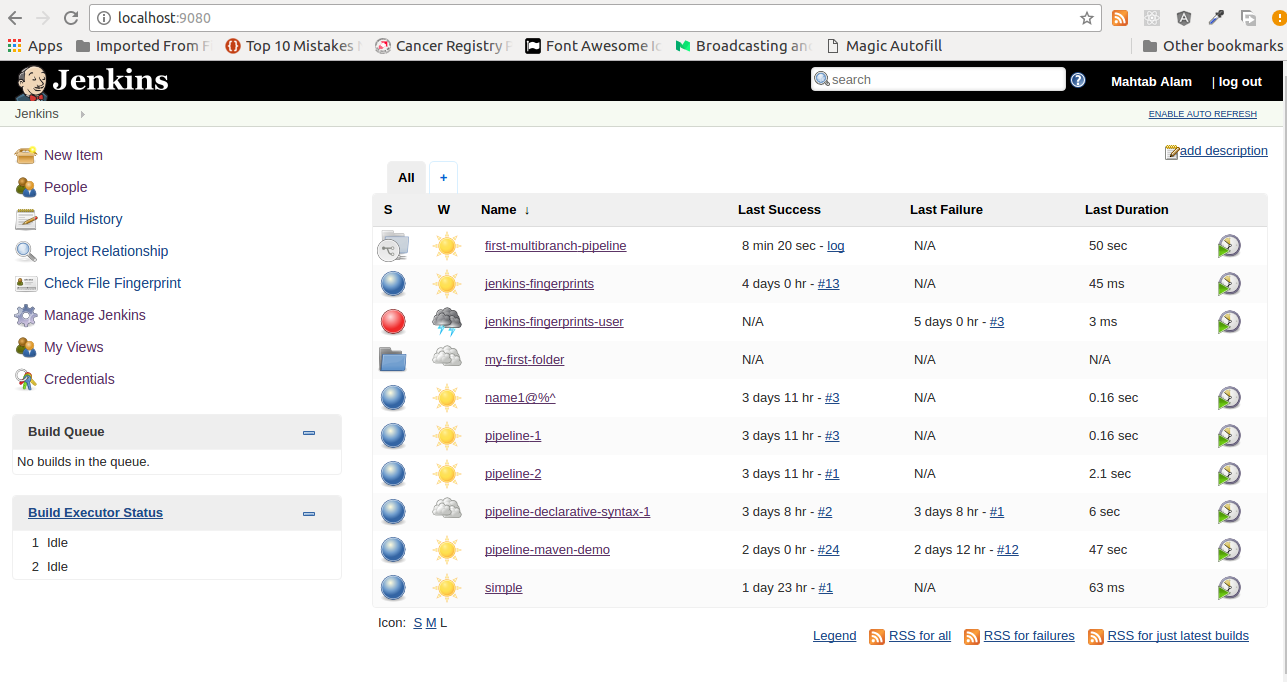 localhost:9080
Apps Imported From F Top 10 Mistakes Cancer Registry F Font Awesome Ic Broadcasting an Magic Autofill Other bookmarks
Jenkins search Mahtab Alam | log out
Jenkins ENABLE AUTO REFRESH
add description
New Item
People
Build History
Project Relationship
Check File Fingerprint
Manage Jenkins
My Views
Credentials
Build Queue
No builds in the queue.
Build Executor Status
1 Idle
2 Idle
All +
S W Name ↓ Last Success Last Failure Last Duration
first-multibranch-pipeline 8 min 20 sec - log N/A 50 sec
jenkins-fingerprints 4 days 0 hr - #13 N/A 45 ms
jenkins-fingerprints-user N/A 5 days 0 hr - #3 3 ms
my-first-folder N/A N/A N/A
name1@%^ 3 days 11 hr - #3 N/A 0.16 sec
pipeline-1 3 days 11 hr - #3 N/A 0.16 sec
pipeline-2 3 days 11 hr - #1 N/A 2.1 sec
pipeline-declarative-syntax-1 3 days 8 hr - #2 3 days 8 hr - #1 6 sec
pipeline-maven-demo 2 days 0 hr - #24 2 days 12 hr - #12 47 sec
simple 1 day 23 hr - #1 N/A 63 ms
Icon: S M L
Legend RSS for all RSS for failures RSS for just latest builds